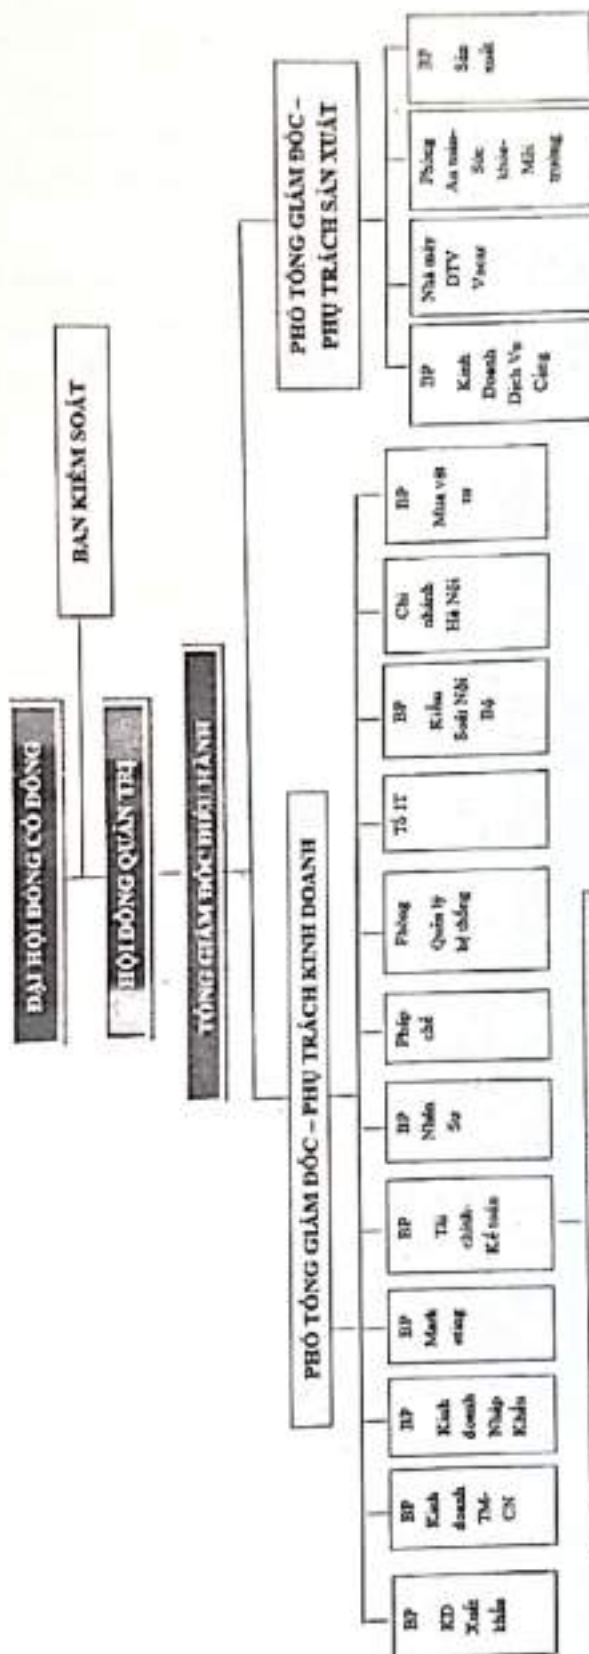 ĐẠI HỘI ĐỒNG CỔ ĐÔNG
BAN KIỂM SOÁT
HỘI ĐỒNG QUẢN TRỊ
TỔNG GIÁM ĐỐC ĐIỀU HÀNH
PHÓ TỔNG GIÁM ĐỐC – PHỤ TRÁCH KINH DOANH
PHÓ TỔNG GIÁM ĐỐC –
PHỤ TRÁCH SẢN XUẤT
BP
KD
Xuất
khẩu
BP
Kinh
doanh
TM-
CN
BP
Kinh
doanh
Nhập
Khẩu
BP
Mark
eting
BP
Tài
chính-
Kế toán
BP
Nhân
Sự
Pháp
chế
Phòng
Quản lý
hệ thống
Tổ IT
BP
Kiểm
Soát Nội
Bộ
Chi
nhánh
Hà Nội
BP
Mua vật
tư
BP
Kinh
Doanh
Dịch Vụ
Cảng
Nhà máy
DTV
Phòng
An toàn-
Sức
khỏe-
Môi
trường
BP
Sản
xuất